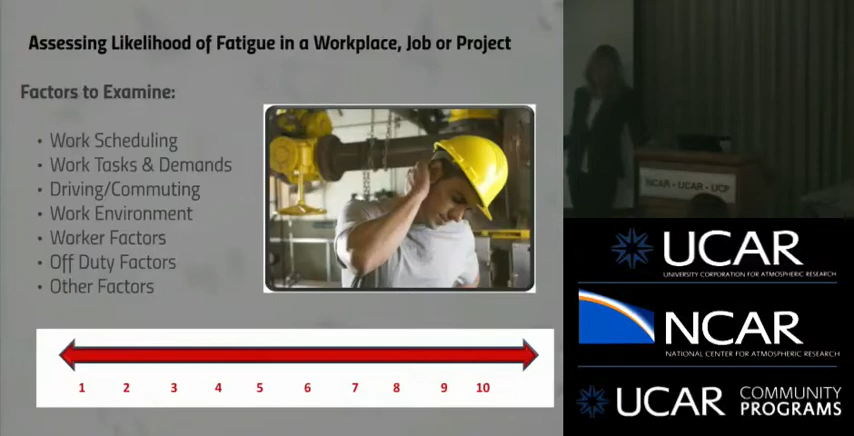 Assessing Likelihood of Fatigue in a Workplace, Job or Project
Factors to Examine:
• Work Scheduling
• Work Tasks & Demands
• Driving/Commuting
• Work Environment
• Worker Factors
• Off Duty Factors
• Other Factors
1 2 3 4 5 6 7 8 9 10
NCAR • UCAR • UCP
UCAR
UNIVERSITY CORPORATION FOR ATMOSPHERIC RESEARCH
NCAR
NATIONAL CENTER FOR ATMOSPHERIC RESEARCH
UCAR COMMUNITY
PROGRAMS